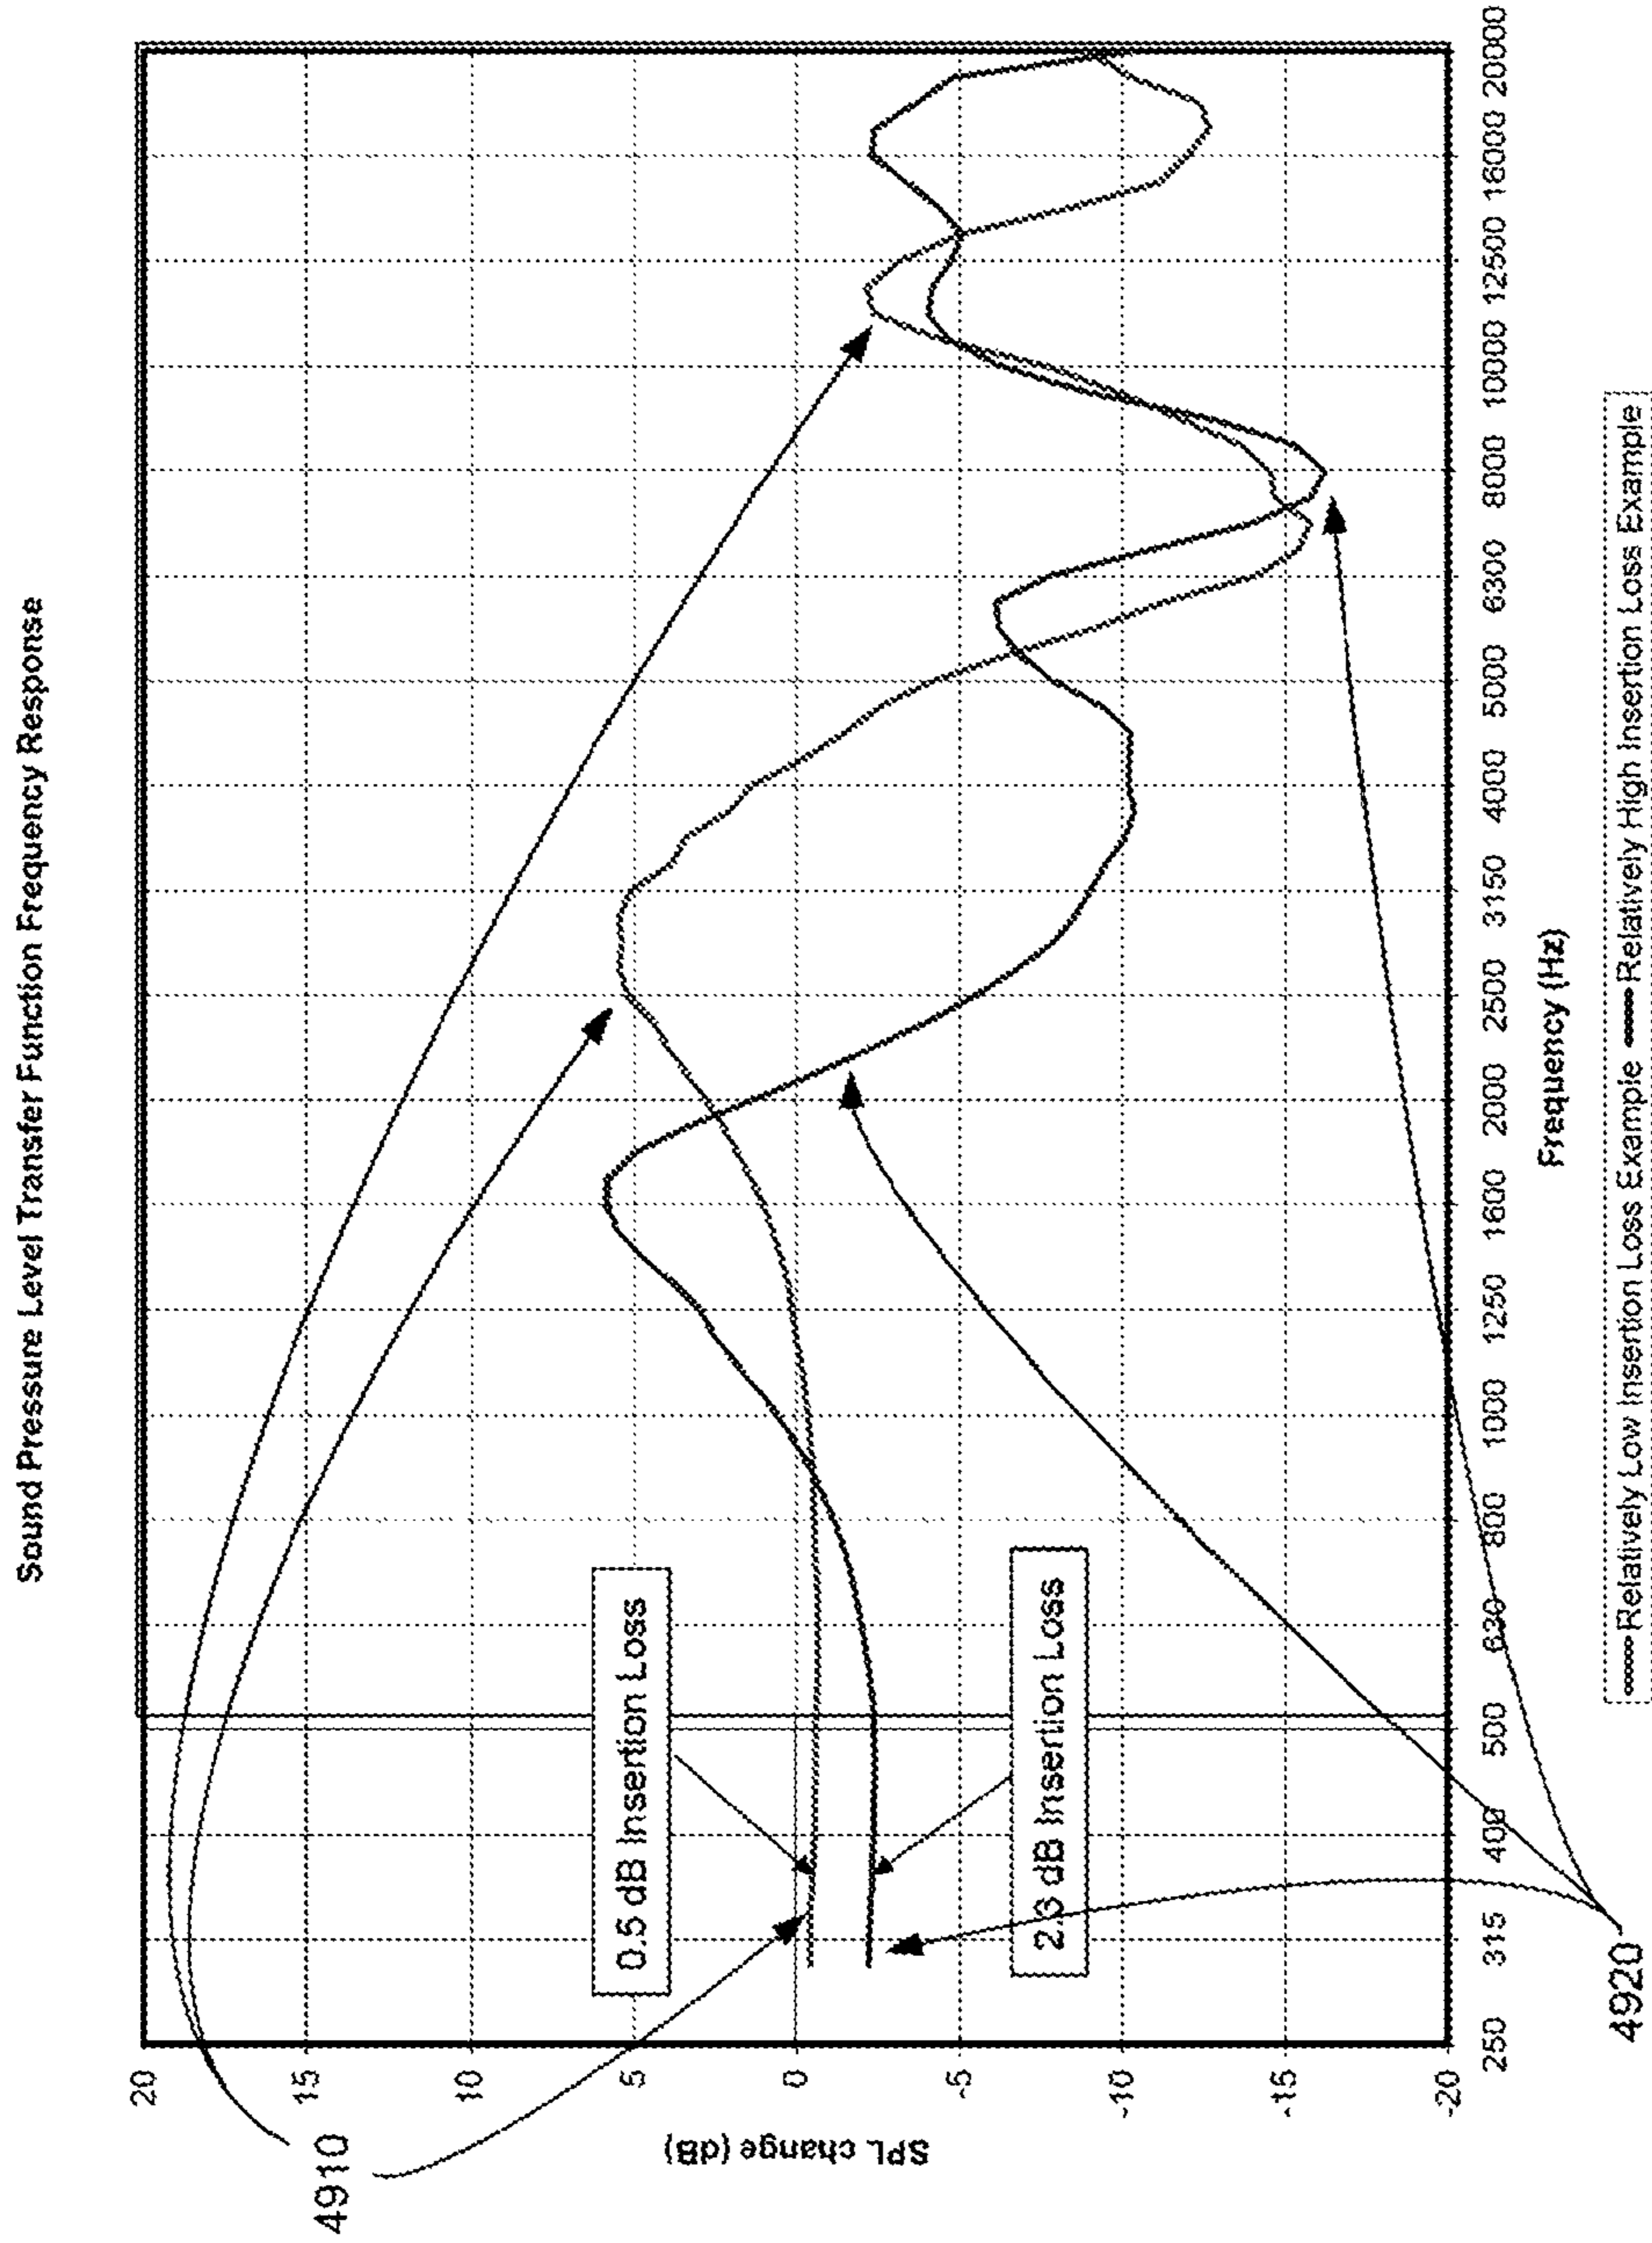 Sound Pressure Level Transfer Function Frequency Response
20
15
10
5
0
-5
-10
-15
-20
SPL change (dB)
4910
0.5 dB Insertion Loss
2.3 dB Insertion Loss
250 315 400 500 630 800 1000 1250 1600 2000 2500 3150 4000 5000 6300 8000 10000 12500 16000 20000
Frequency (Hz)
4920
Relatively Low Insertion Loss Example Relatively High Insertion Loss Example